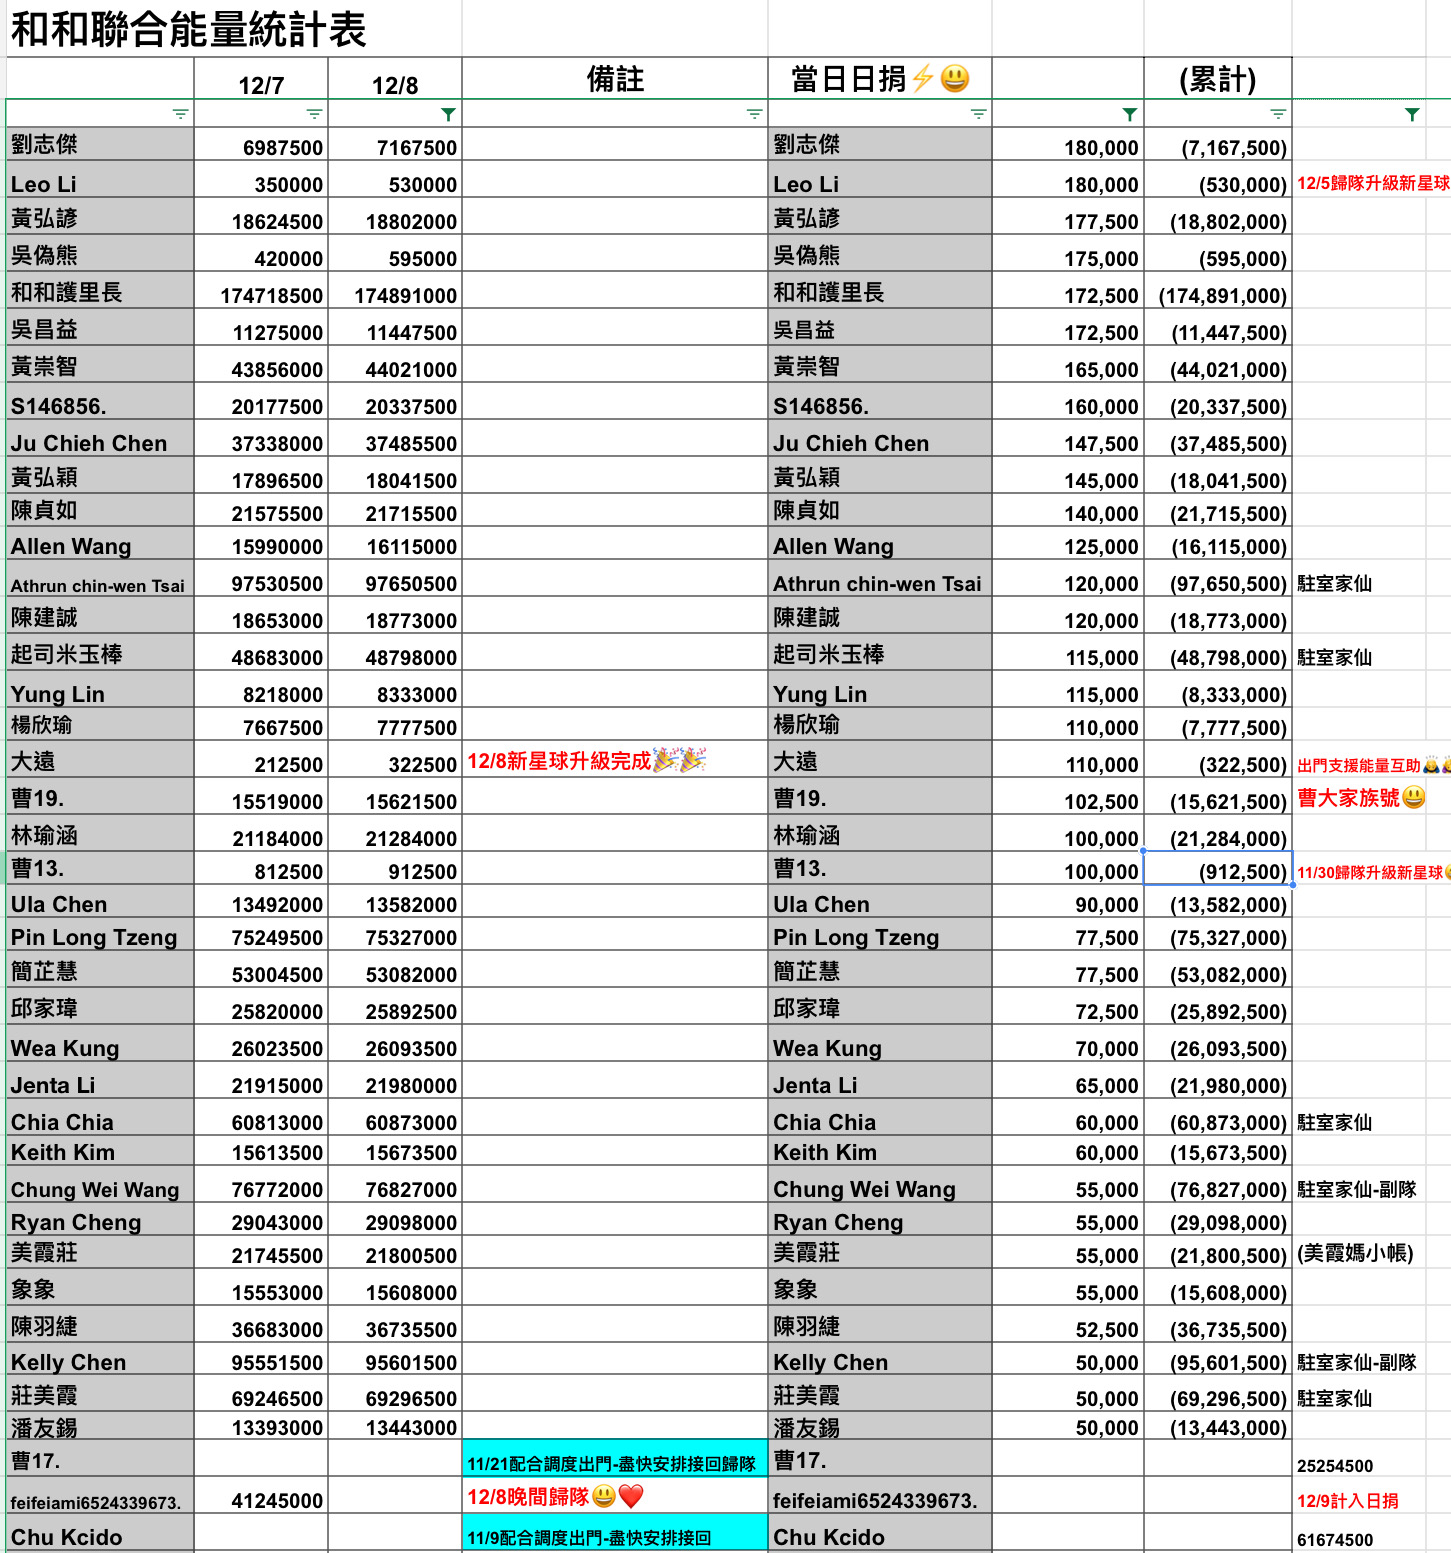 和和聯合能量統計表
12/7 12/8 備註 當日日捐⚡😃 (累計)
劉志傑 6987500 7167500 劉志傑 180,000 (7,167,500)
Leo Li 350000 530000 Leo Li 180,000 (530,000) 12/5歸隊升級新星球
黃弘諺 18624500 18802000 黃弘諺 177,500 (18,802,000)
吳偽熊 420000 595000 吳偽熊 175,000 (595,000)
和和護里長 174718500 174891000 和和護里長 172,500 (174,891,000)
吳昌益 11275000 11447500 吳昌益 172,500 (11,447,500)
黃崇智 43856000 44021000 黃崇智 165,000 (44,021,000)
S146856. 20177500 20337500 S146856. 160,000 (20,337,500)
Ju Chieh Chen 37338000 37485500 Ju Chieh Chen 147,500 (37,485,500)
黃弘穎 17896500 18041500 黃弘穎 145,000 (18,041,500)
陳貞如 21575500 21715500 陳貞如 140,000 (21,715,500)
Allen Wang 15990000 16115000 Allen Wang 125,000 (16,115,000)
Athrun chin-wen Tsai 97530500 97650500 Athrun chin-wen Tsai 120,000 (97,650,500) 駐室家仙
陳建誠 18653000 18773000 陳建誠 120,000 (18,773,000)
起司米玉棒 48683000 48798000 起司米玉棒 115,000 (48,798,000) 駐室家仙
Yung Lin 8218000 8333000 Yung Lin 115,000 (8,333,000)
楊欣瑜 7667500 7777500 楊欣瑜 110,000 (7,777,500)
大遠 212500 322500 12/8新星球升級完成🎉🎉 大遠 110,000 (322,500) 出門支援能量互助
曹19. 15519000 15621500 曹19. 102,500 (15,621,500) 曹大家族號😃
林瑜涵 21184000 21284000 林瑜涵 100,000 (21,284,000)
曹13. 812500 912500 曹13. 100,000 (912,500) 11/30歸隊升級新星球
Ula Chen 13492000 13582000 Ula Chen 90,000 (13,582,000)
Pin Long Tzeng 75249500 75327000 Pin Long Tzeng 77,500 (75,327,000)
簡芷慧 53004500 53082000 簡芷慧 77,500 (53,082,000)
邱家瑋 25820000 25892500 邱家瑋 72,500 (25,892,500)
Wea Kung 26023500 26093500 Wea Kung 70,000 (26,093,500)
Jenta Li 21915000 21980000 Jenta Li 65,000 (21,980,000)
Chia Chia 60813000 60873000 Chia Chia 60,000 (60,873,000) 駐室家仙
Keith Kim 15613500 15673500 Keith Kim 60,000 (15,673,500)
Chung Wei Wang 76772000 76827000 Chung Wei Wang 55,000 (76,827,000) 駐室家仙-副隊
Ryan Cheng 29043000 29098000 Ryan Cheng 55,000 (29,098,000)
美霞莊 21745500 21800500 美霞莊 55,000 (21,800,500) (美霞媽小帳)
象象 15553000 15608000 象象 55,000 (15,608,000)
陳羽緁 36683000 36735500 陳羽緁 52,500 (36,735,500)
Kelly Chen 95551500 95601500 Kelly Chen 50,000 (95,601,500) 駐室家仙-副隊
莊美霞 69246500 69296500 莊美霞 50,000 (69,296,500) 駐室家仙
潘友錫 13393000 13443000 潘友錫 50,000 (13,443,000)
曹17. 11/21配合調度出門-盡快安排接回歸隊 曹17. 25254500
feifeiami6524339673. 41245000 12/8晚間歸隊😃❤️ feifeiami6524339673. 12/9計入日捐
Chu Kcido 11/9配合調度出門-盡快安排接回 Chu Kcido 61674500